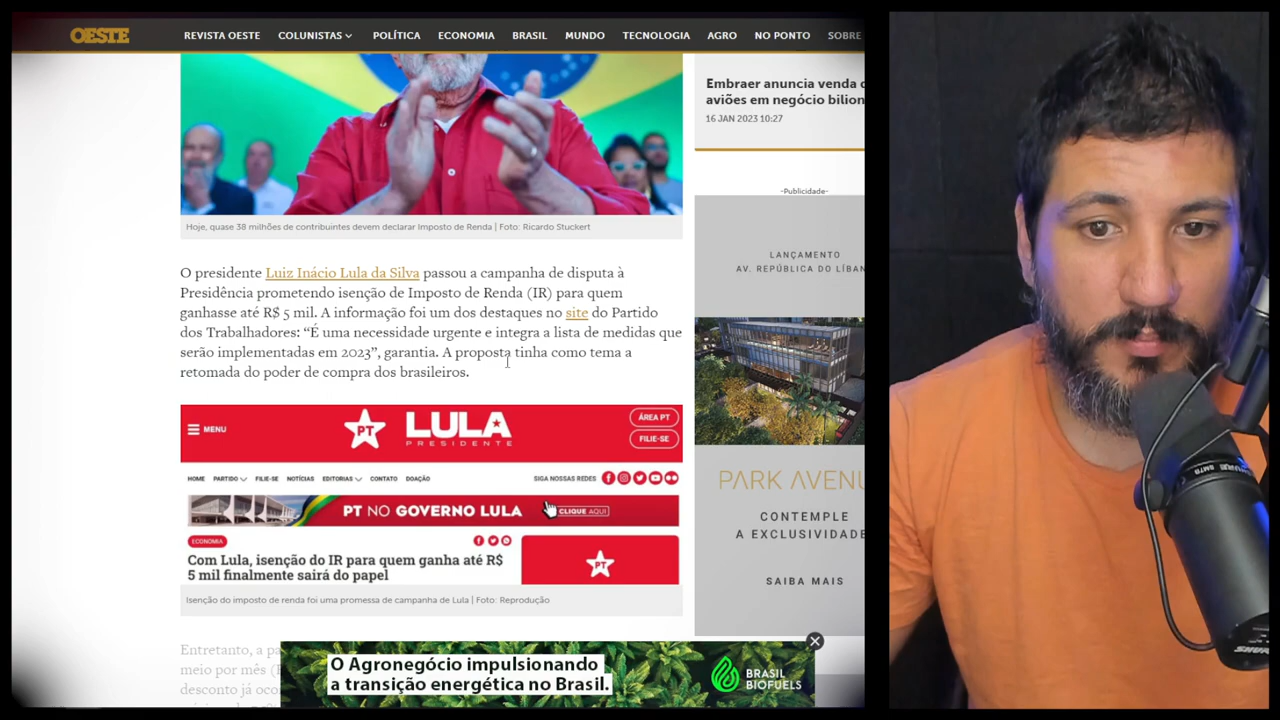 OESTE
REVISTA OESTE COLUNISTAS POLÍTICA ECONOMIA BRASIL MUNDO TECNOLOGIA AGRO NO PONTO SOBRE
Embraer anuncia venda
aviões em negócio bilion
16 JAN 2023 10:27
-Publicidade-
Hoje, quase 38 milhões de contribuintes devem declarar Imposto de Renda | Foto: Ricardo Stuckert
LANÇAMENTO
AV. REPÚBLICA DO LÍBAN
O presidente Luiz Inácio Lula da Silva passou a campanha de disputa à
Presidência prometendo isenção de Imposto de Renda (IR) para quem
ganhasse até R$ 5 mil. A informação foi um dos destaques no site do Partido
dos Trabalhadores: “É uma necessidade urgente e integra a lista de medidas que
serão implementadas em 2023”, garantia. A proposta tinha como tema a
retomada do poder de compra dos brasileiros.
MENU
PT
LULA
PRESIDENTE
ÁREA PT
FILIE-SE
HOME PARTIDO FILIE-SE NOTÍCIAS EDITORIAS CONTATO DOAÇÃO SIGA NOSSAS REDES
PT NO GOVERNO LULA CLIQUE AQUI
ECONOMIA
Com Lula, isenção do IR para quem ganha até R$
5 mil finalmente sairá do papel
Isenção do imposto de renda foi uma promessa de campanha de Lula | Foto: Reprodução
PARK AVENU
CONTEMPLE
A EXCLUSIVIDADE
SAIBA MAIS
Entretanto, a pa
meio por mês (
desconto já oco
O Agronegócio impulsionando
a transição energética no Brasil.
BRASIL
BIOFUELS